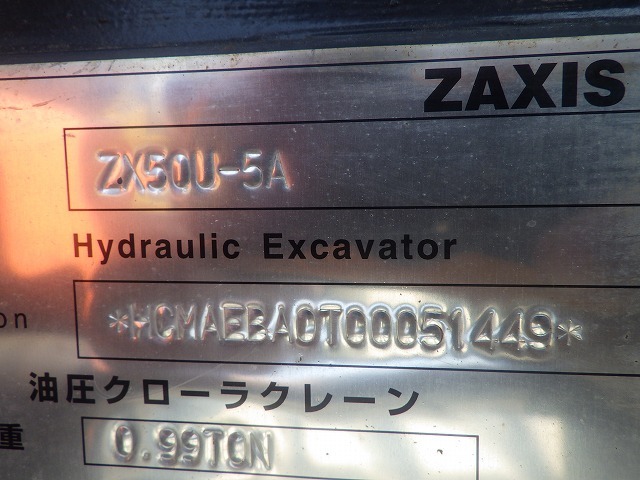 ZAXIS
ZX50U-5A
Hydraulic Excavator
on *HCMAEBA0T00051449*
油圧クローラクレーン
重 0.99TON